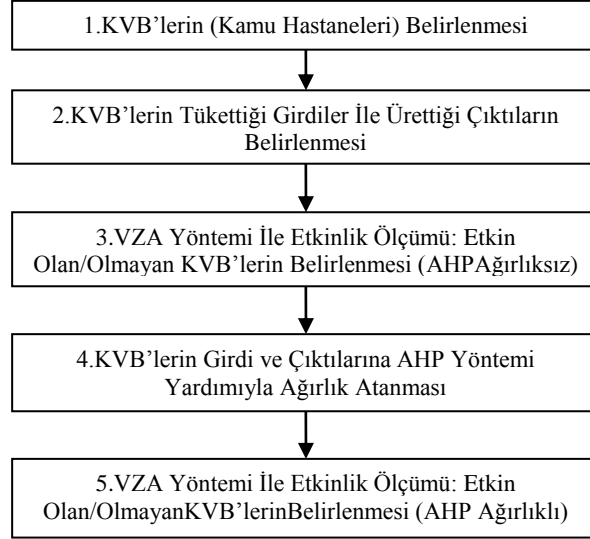 1.KVB’lerin (Kamu Hastaneleri) Belirlenmesi
2.KVB’lerin Tükettiği Girdiler İle Ürettiği Çıktıların
Belirlenmesi
3.VZA Yöntemi İle Etkinlik Ölçümü: Etkin
Olan/Olmayan KVB’lerin Belirlenmesi (AHPAğırlıksız)
4.KVB’lerin Girdi ve Çıktılarına AHP Yöntemi
Yardımıyla Ağırlık Atanması
5.VZA Yöntemi İle Etkinlik Ölçümü: Etkin
Olan/OlmayanKVB’lerinBelirlenmesi (AHP Ağırlıklı)